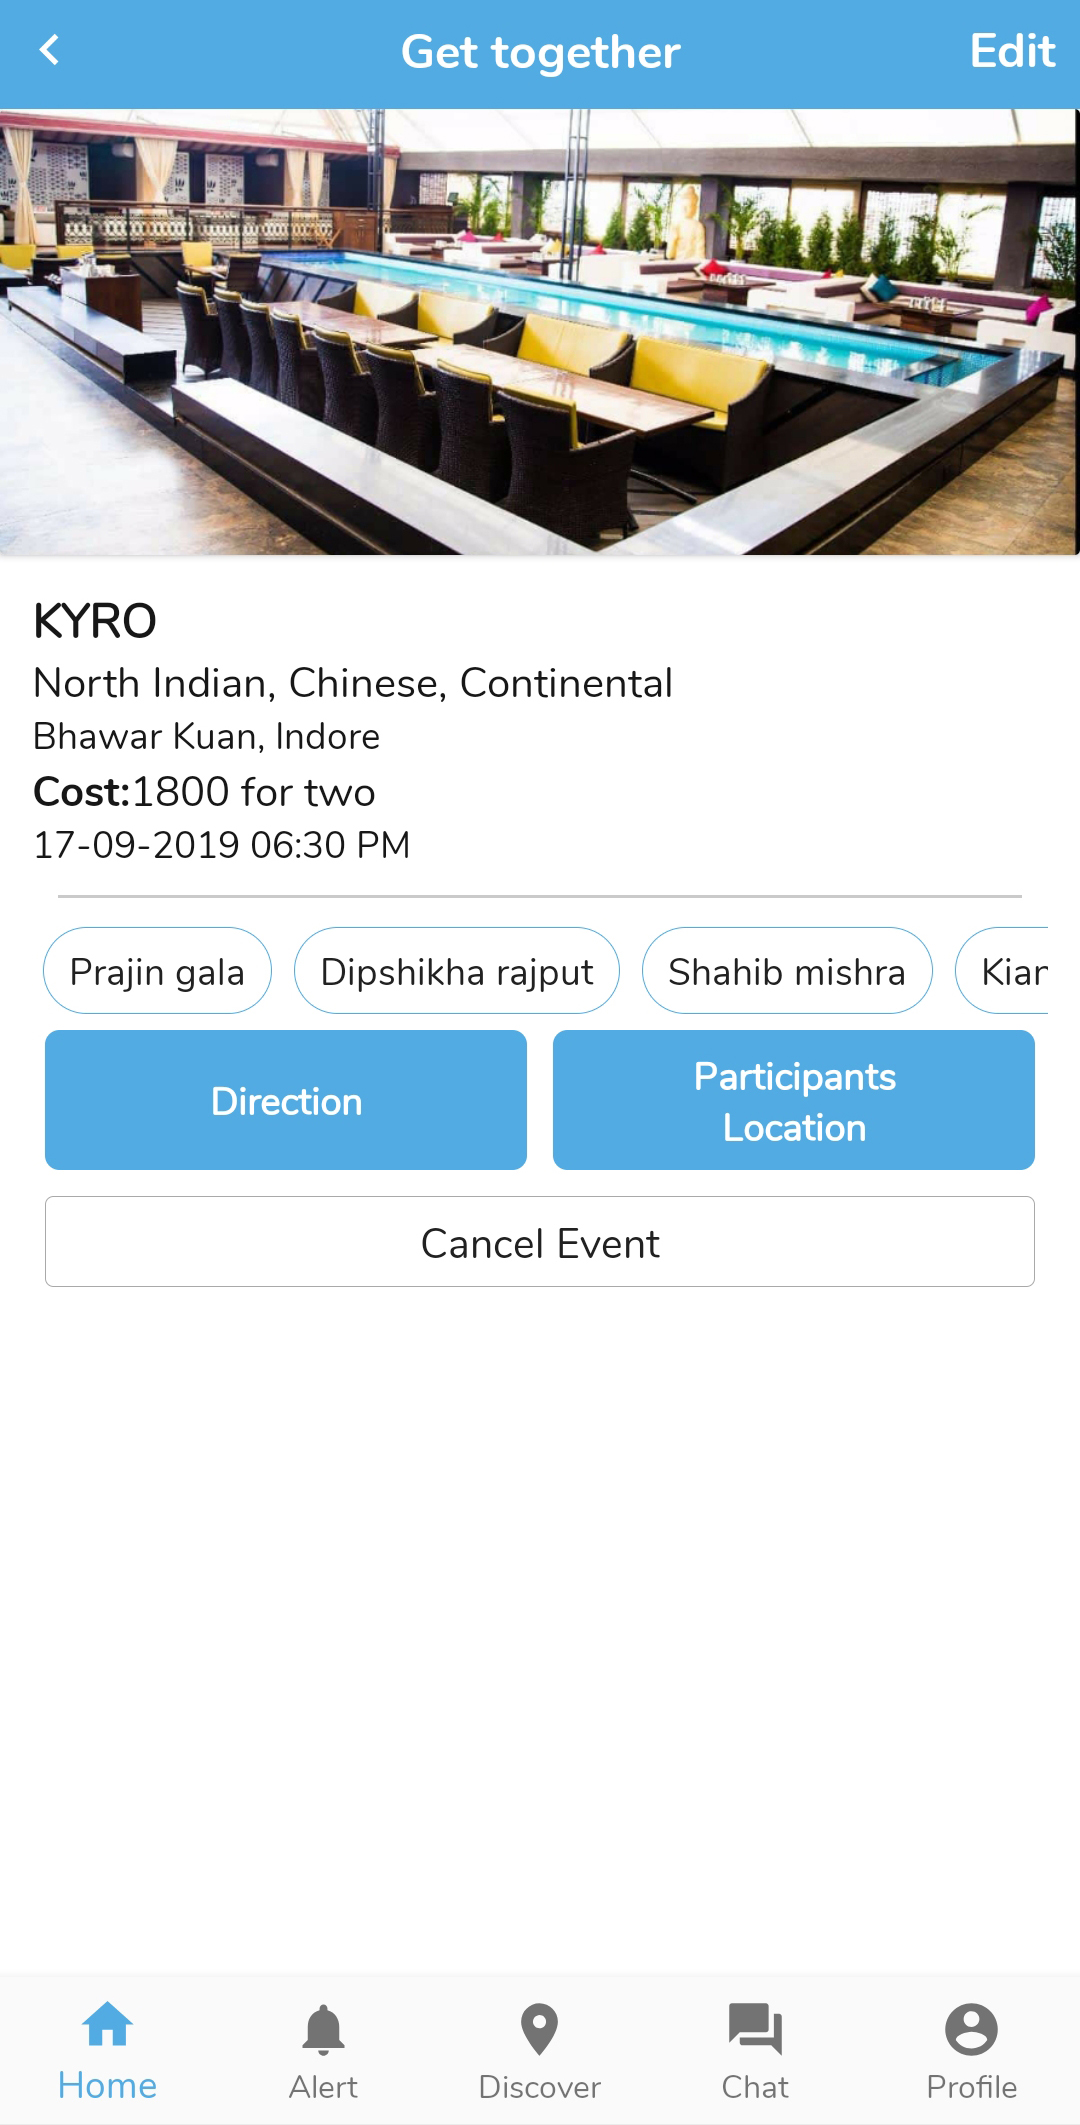 Get together
Edit
KYRO
North Indian, Chinese, Continental
Bhawar Kuan, Indore
Cost:1800 for two
17-09-2019 06:30 PM
Prajin gala
Dipshikha rajput
Shahib mishra
Direction
Participants
Location
Cancel Event
Home
Alert
Discover
Chat
Profile